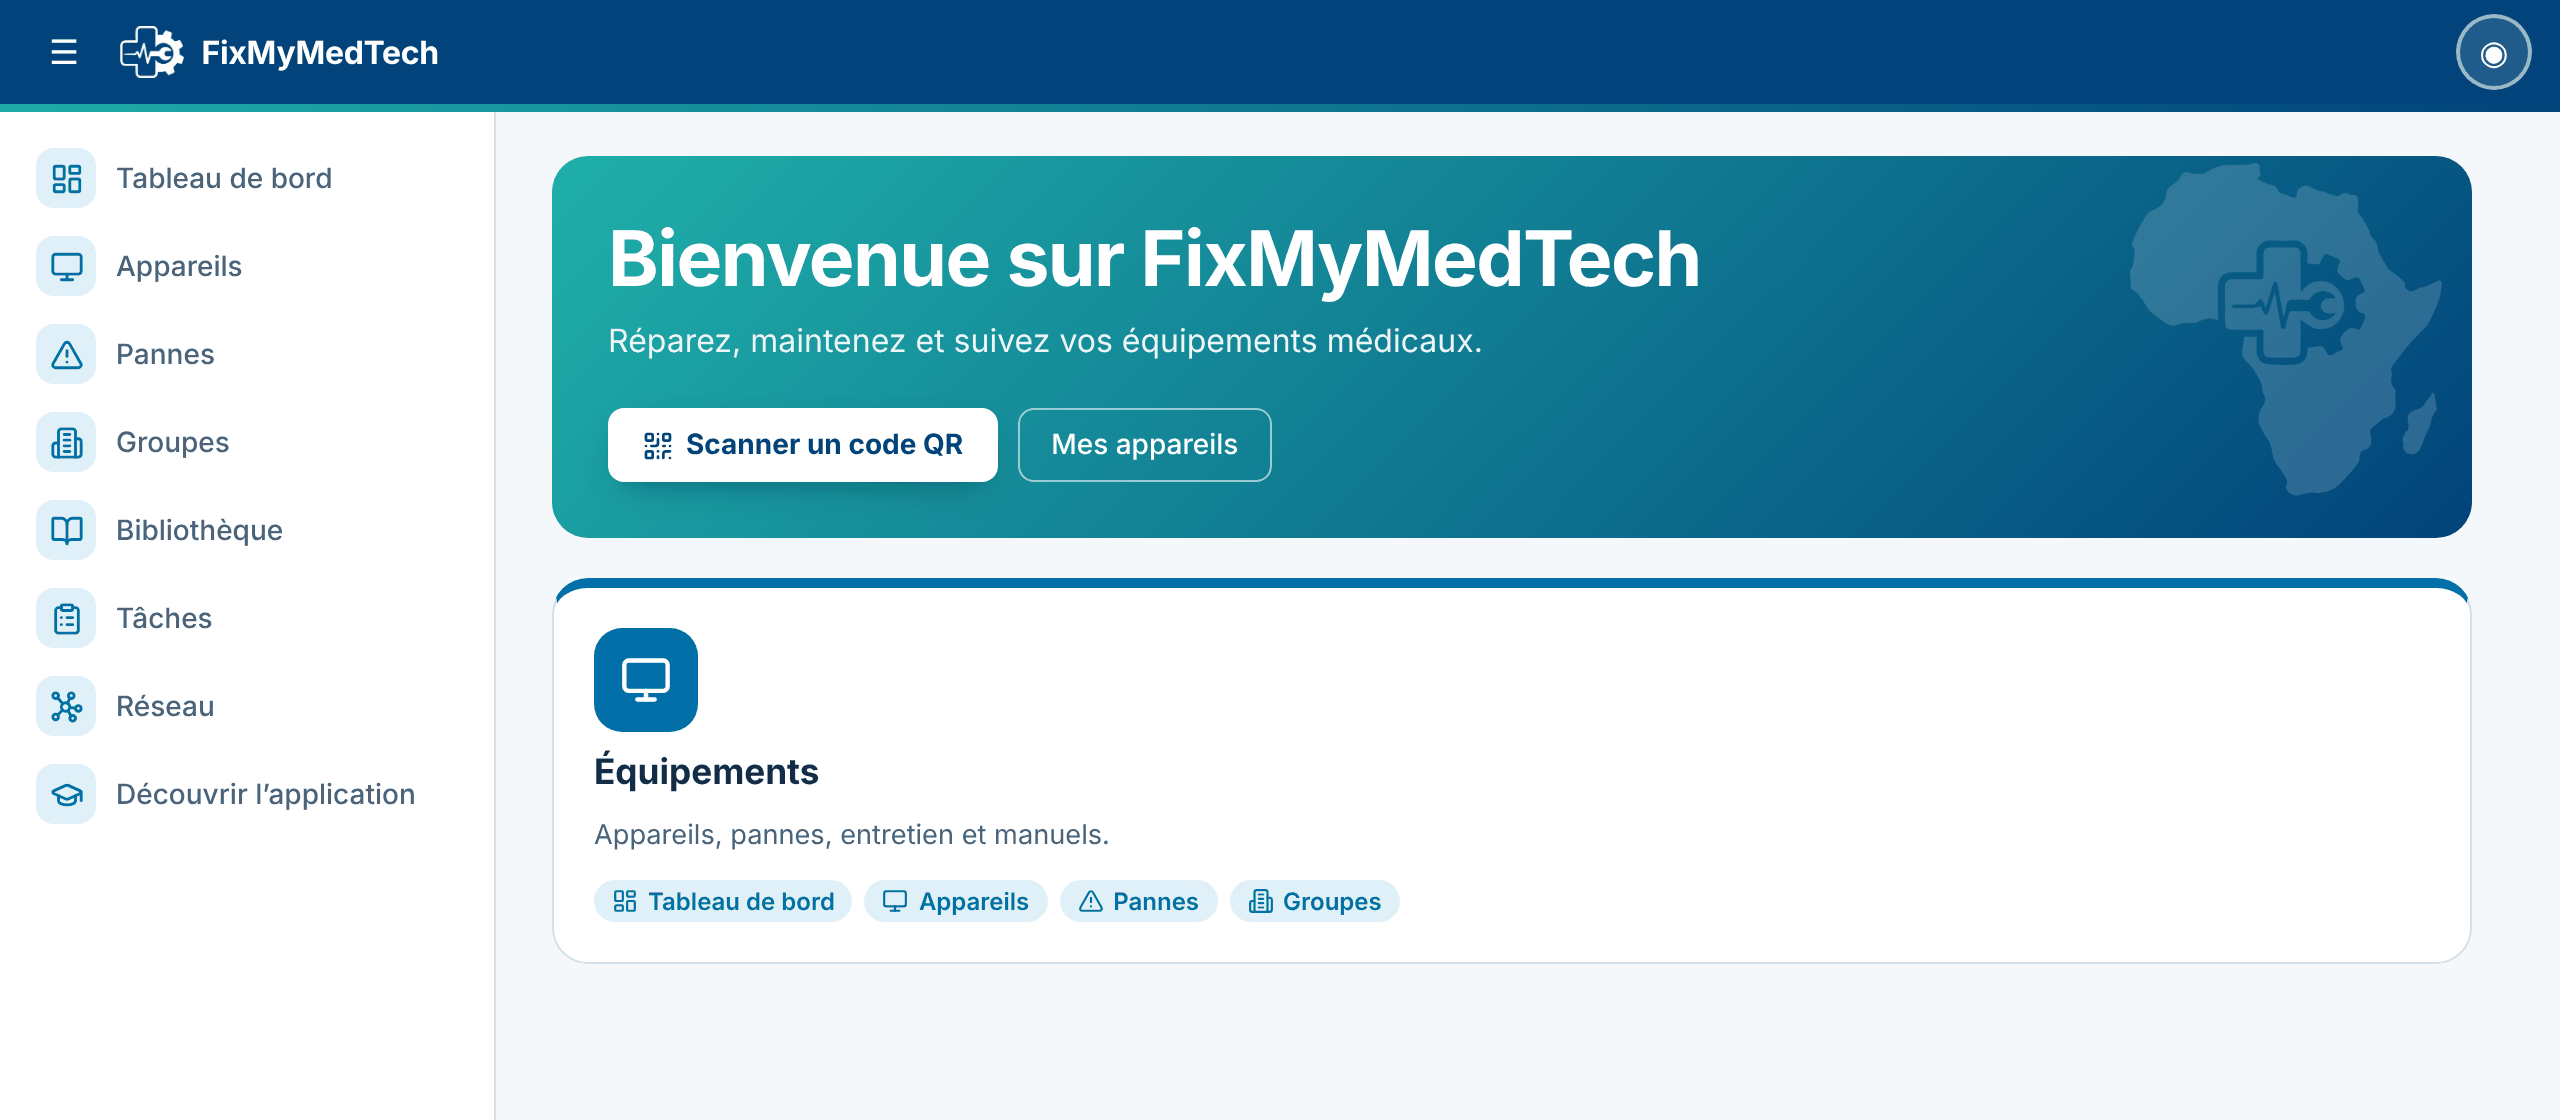 FixMyMedTech
Tableau de bord
Appareils
Pannes
Groupes
Bibliothèque
Tâches
Réseau
Découvrir l’application
Bienvenue sur FixMyMedTech
Réparez, maintenez et suivez vos équipements médicaux.
Scanner un code QR
Mes appareils
Équipements
Appareils, pannes, entretien et manuels.
Tableau de bord
Appareils
Pannes
Groupes